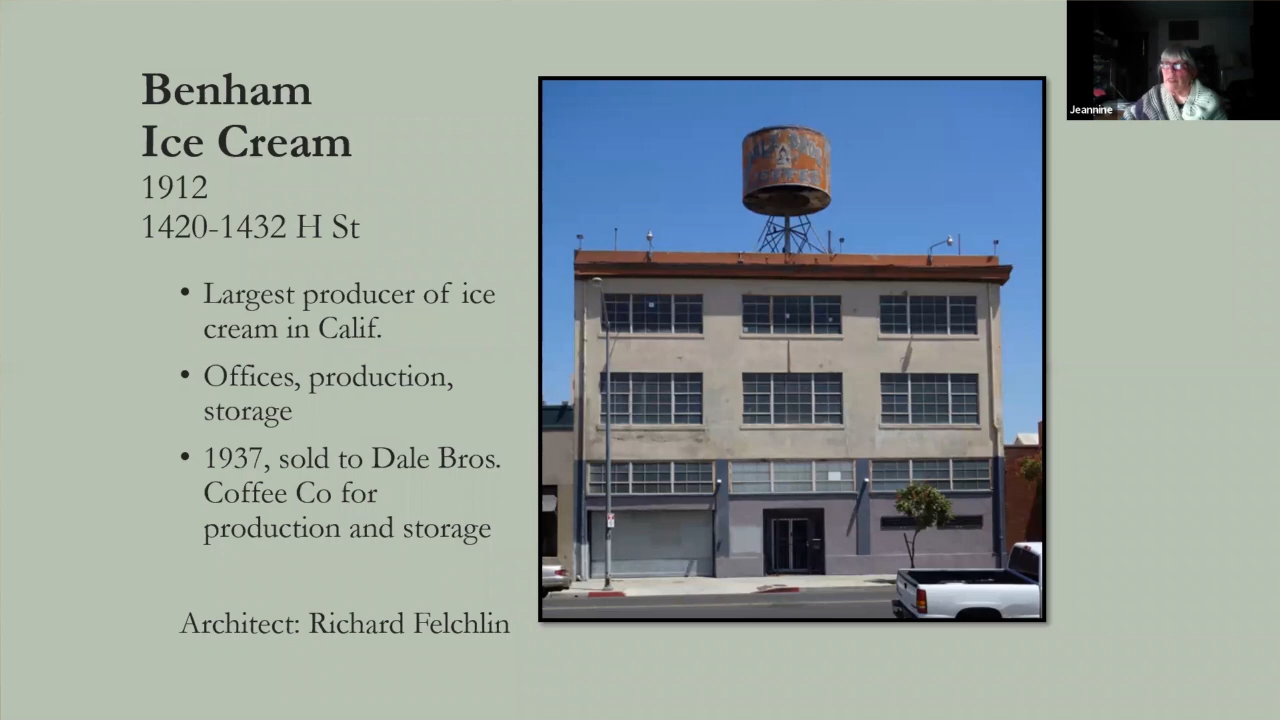 Benham
Ice Cream
1912
1420-1432 H St
• Largest producer of ice
cream in Calif.
• Offices, production,
storage
• 1937, sold to Dale Bros.
Coffee Co for
production and storage
Architect: Richard Felchlin
Jeannine